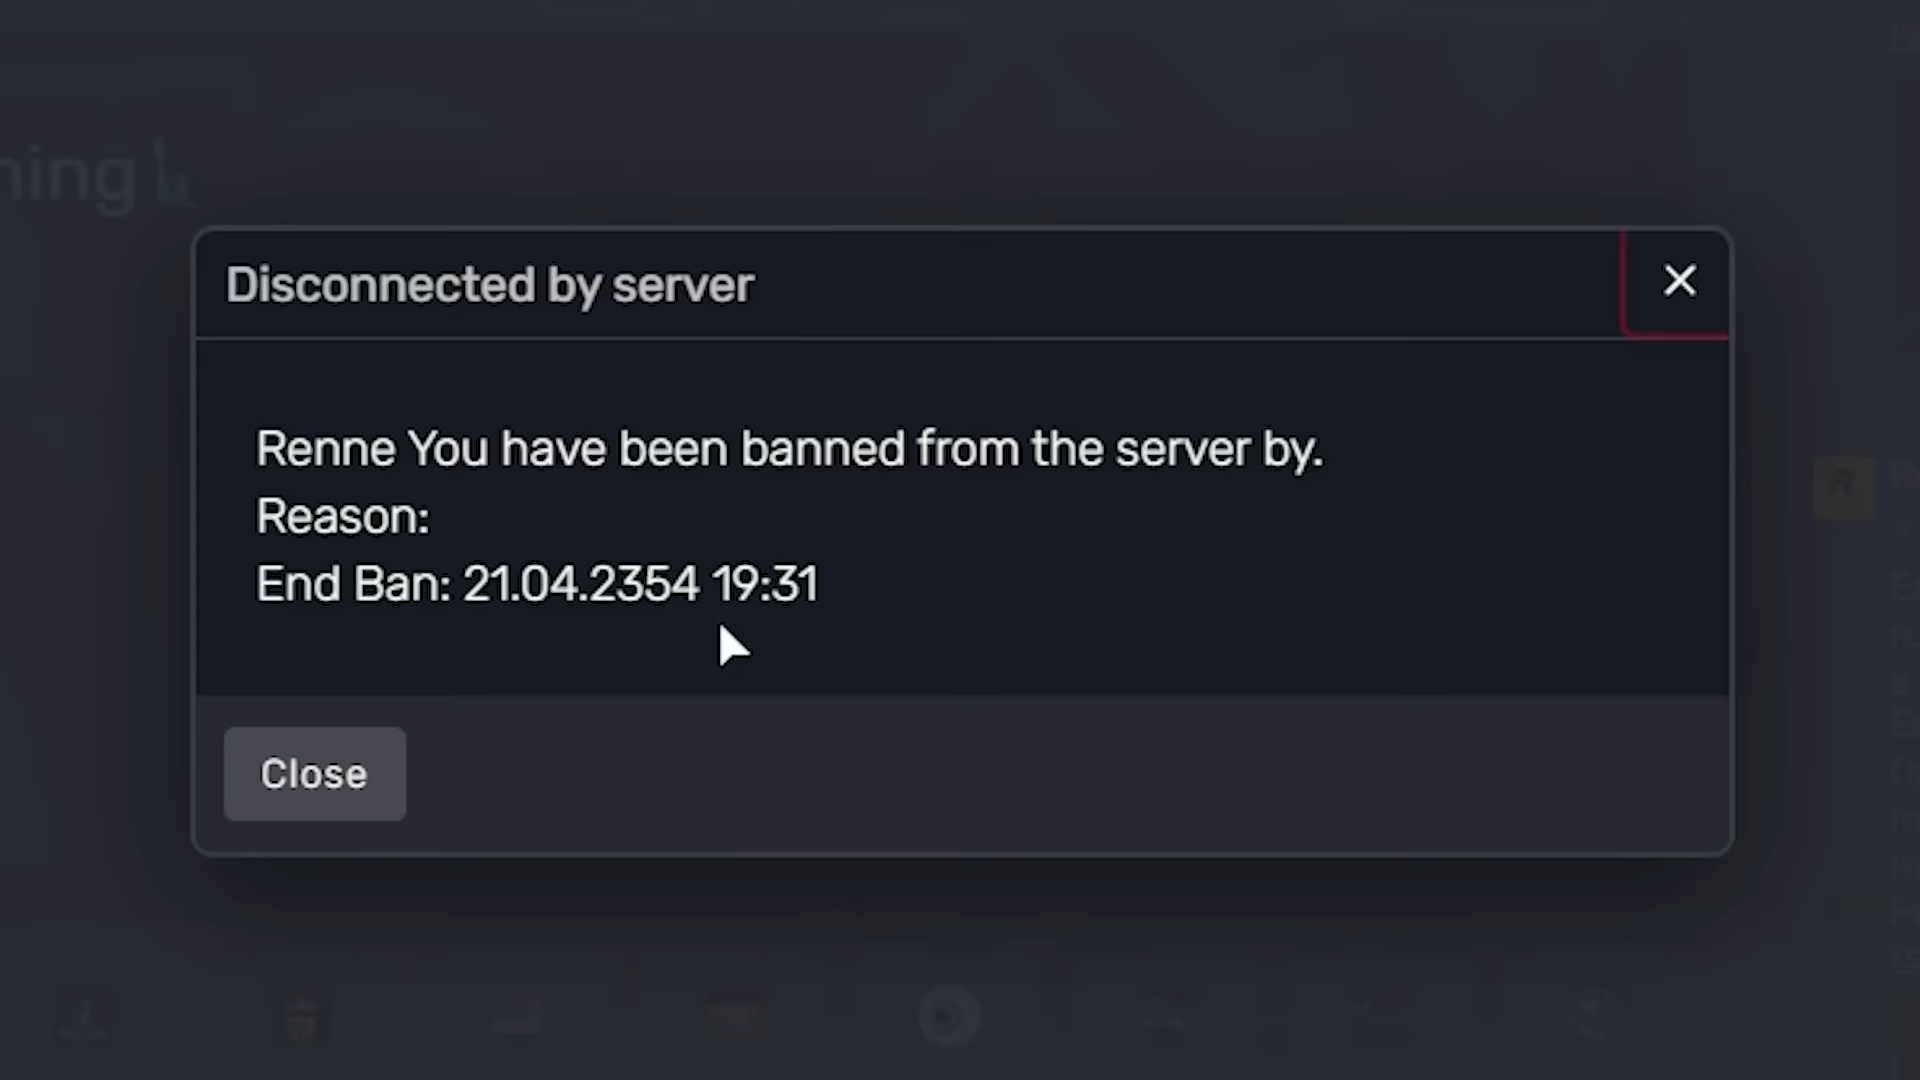 ning
Disconnected by server
Renne You have been banned from the server by.
Reason:
End Ban: 21.04.2354 19:31
Close